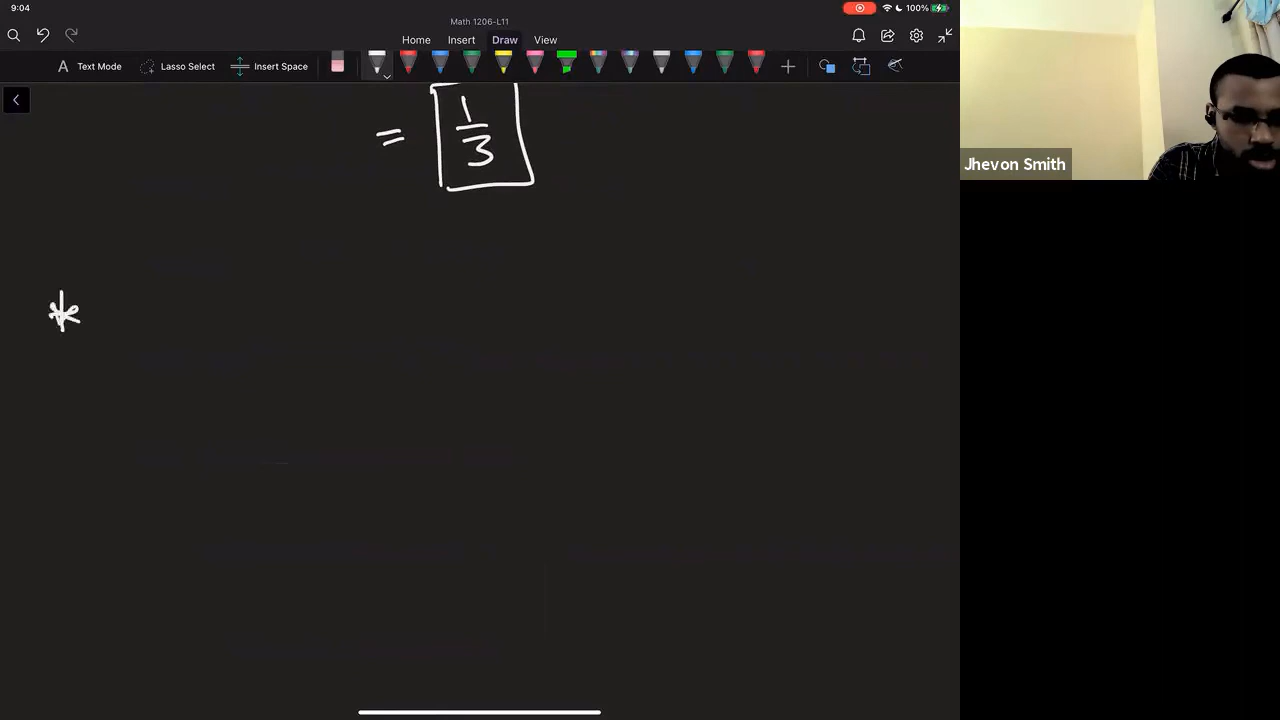 9:04
100%
Math 1206-L11
Home Insert Draw View
Text Mode Lasso Select Insert Space
= 1/3
*
Jhevon Smith